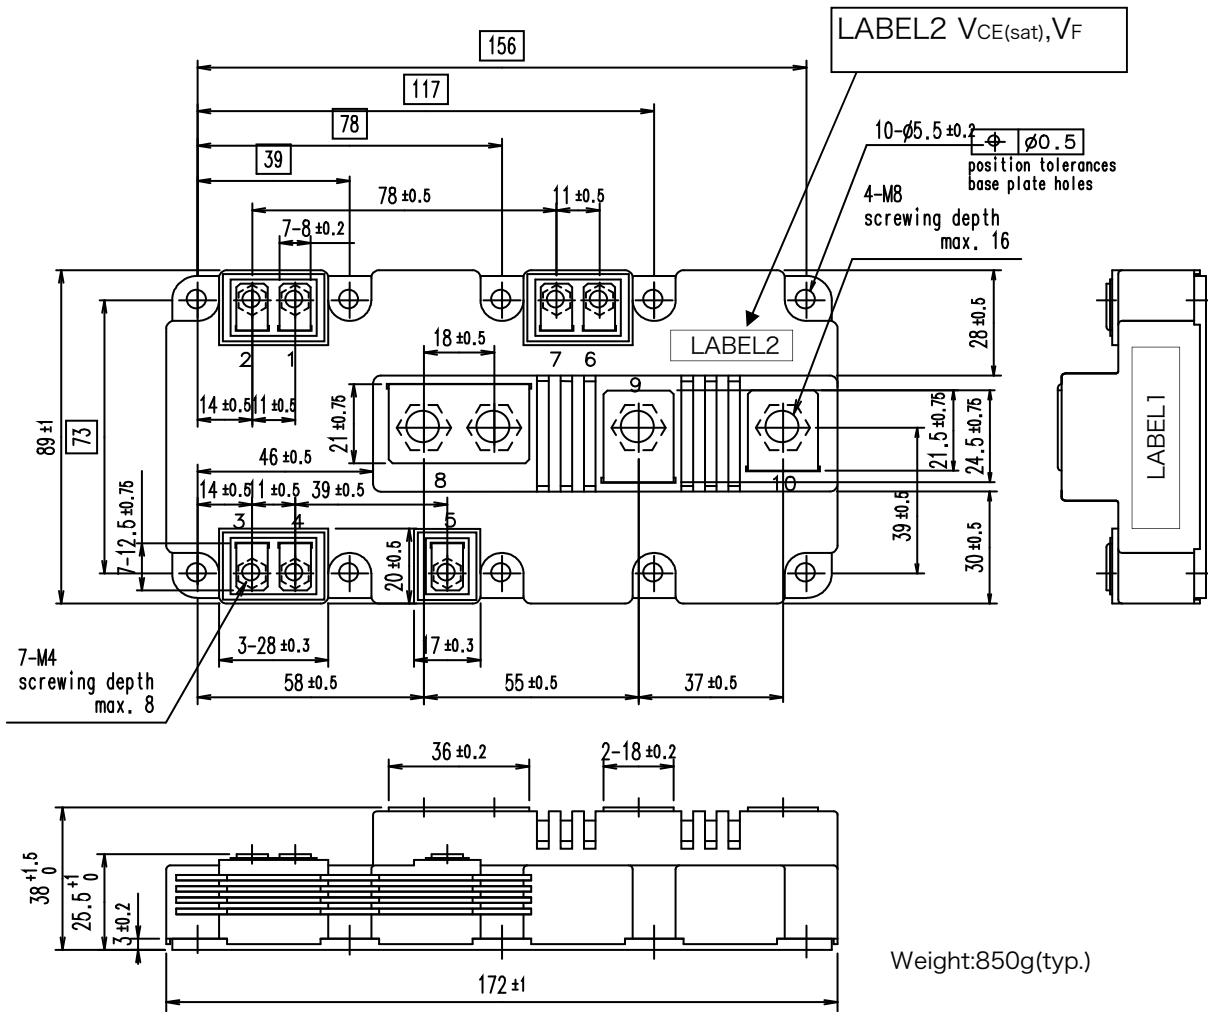 LABEL2 VCE(sat),VF
156
117
78
39
10-ø5.5 ±0.2
⌖ ø0.5
position tolerances
base plate holes
78 ±0.5
11 ±0.5
4-M8
screwing depth
max. 16
7-8 ±0.2
2 1
7 6
LABEL2
18 ±0.5
28 ±0.5
14 ±0.5
11 ±0.5
21 ±0.75
9
21.5 ±0.75
24.5 ±0.75
LABEL1
89 ±1
73
46 ±0.5
8
10
14 ±0.5
11 ±0.5
39 ±0.5
3 4
5
7-12.5 ±0.75
20 ±0.5
39 ±0.5
30 ±0.5
3-28 ±0.3
17 ±0.3
7-M4
screwing depth
max. 8
58 ±0.5
55 ±0.5
37 ±0.5
36 ±0.2
2-18 ±0.2
38 +1.5 0
25.5 +1 0
3 ±0.2
172 ±1
Weight:850g(typ.)